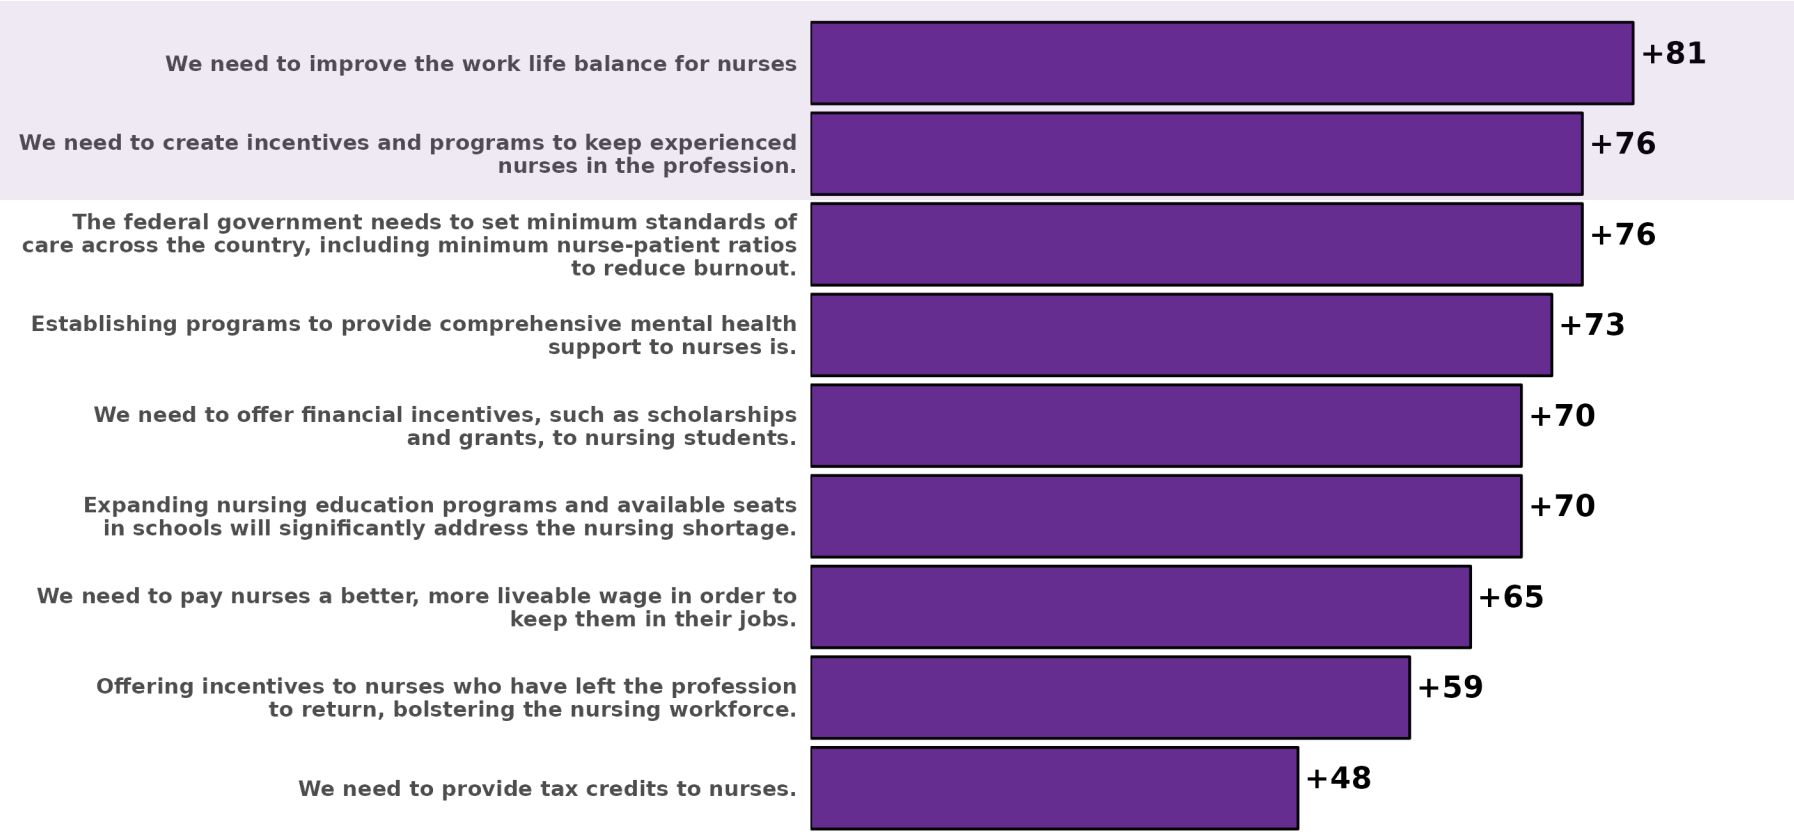 We need to improve the work life balance for nurses
+81
We need to create incentives and programs to keep experienced
nurses in the profession.
+76
The federal government needs to set minimum standards of
care across the country, including minimum nurse-patient ratios
to reduce burnout.
+76
Establishing programs to provide comprehensive mental health
support to nurses is.
+73
We need to offer financial incentives, such as scholarships
and grants, to nursing students.
+70
Expanding nursing education programs and available seats
in schools will significantly address the nursing shortage.
+70
We need to pay nurses a better, more liveable wage in order to
keep them in their jobs.
+65
Offering incentives to nurses who have left the profession
to return, bolstering the nursing workforce.
+59
We need to provide tax credits to nurses.
+48